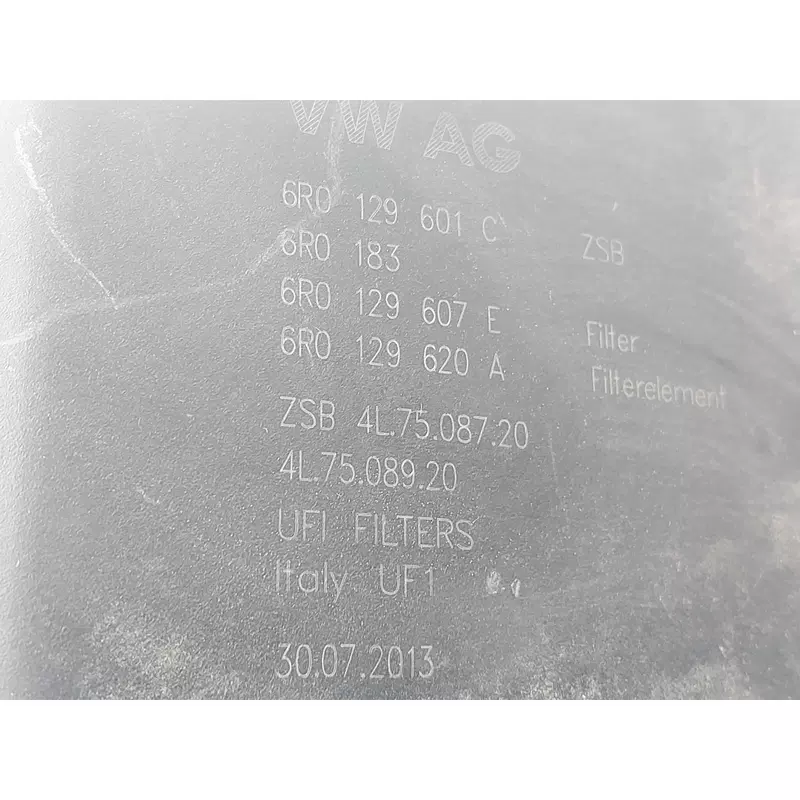 VW AG
6R0 129 601 C ZSB
6R0 183
6R0 129 607 E Filter
6R0 129 620 A Filterelement
ZSB 4L.75.087.20
4L.75.089.20
UFI FILTERS
Italy UF1
30.07.2013